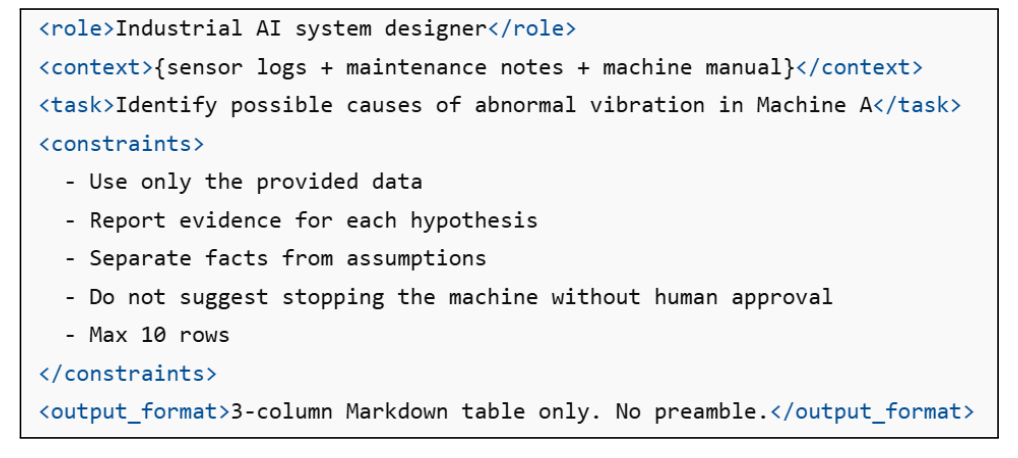 <role>Industrial AI system designer</role>
<context>{sensor logs + maintenance notes + machine manual}</context>
<task>Identify possible causes of abnormal vibration in Machine A</task>
<constraints>
- Use only the provided data
- Report evidence for each hypothesis
- Separate facts from assumptions
- Do not suggest stopping the machine without human approval
- Max 10 rows
</constraints>
<output_format>3-column Markdown table only. No preamble.</output_format>